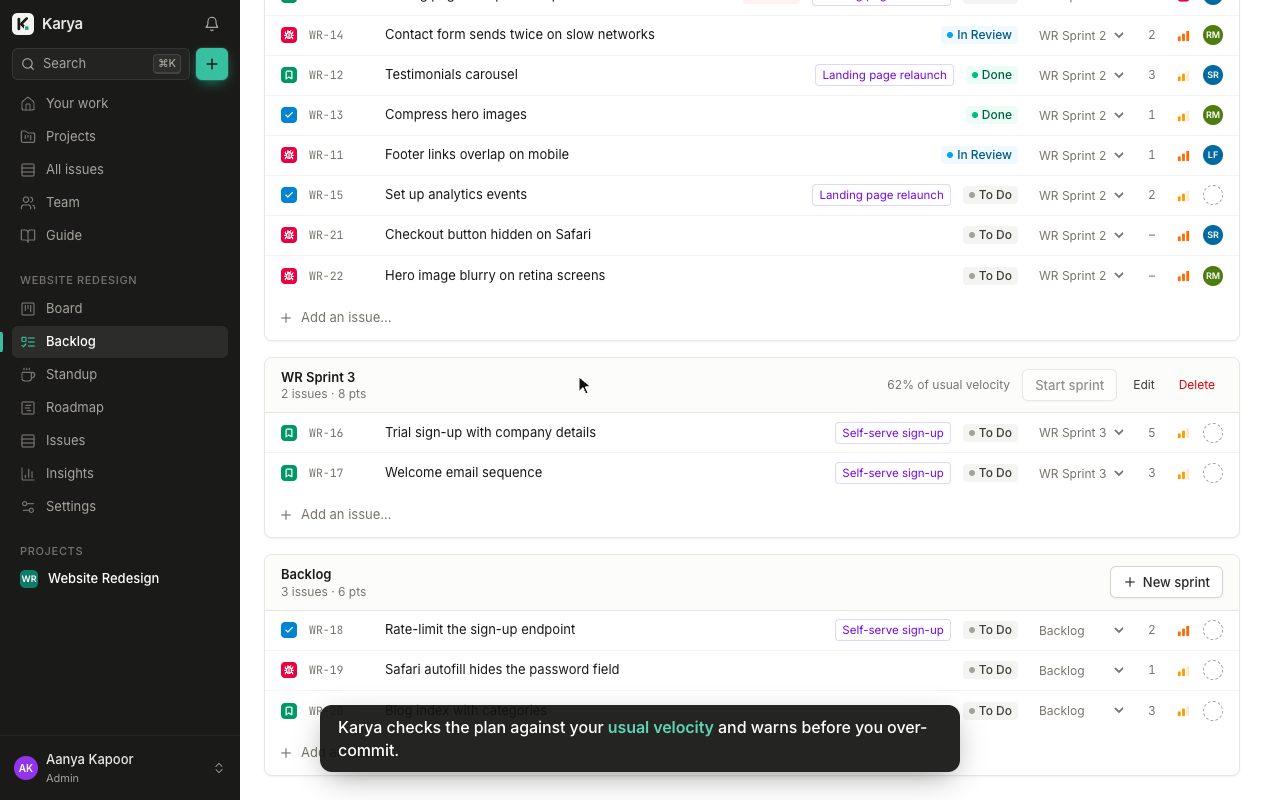 Karya
Search ⌘K
Your work
Projects
All issues
Team
Guide
WEBSITE REDESIGN
Board
Backlog
Standup
Roadmap
Issues
Insights
Settings
PROJECTS
WR Website Redesign
AK Aanya Kapoor
Admin
WR-14 Contact form sends twice on slow networks In Review WR Sprint 2 2 RM
WR-12 Testimonials carousel Landing page relaunch Done WR Sprint 2 3 SR
WR-13 Compress hero images Done WR Sprint 2 1 RM
WR-11 Footer links overlap on mobile In Review WR Sprint 2 1 LF
WR-15 Set up analytics events Landing page relaunch To Do WR Sprint 2 2
WR-21 Checkout button hidden on Safari To Do WR Sprint 2 – SR
WR-22 Hero image blurry on retina screens To Do WR Sprint 2 – RM
Add an issue...
WR Sprint 3
2 issues · 8 pts
62% of usual velocity Start sprint Edit Delete
WR-16 Trial sign-up with company details Self-serve sign-up To Do WR Sprint 3 5
WR-17 Welcome email sequence Self-serve sign-up To Do WR Sprint 3 3
Add an issue...
Backlog
3 issues · 6 pts
New sprint
WR-18 Rate-limit the sign-up endpoint Self-serve sign-up To Do Backlog 2
WR-19 Safari autofill hides the password field To Do Backlog 1
WR-20 Blog index with categories To Do Backlog 3
Add
Karya checks the plan against your usual velocity and warns before you over-
commit.